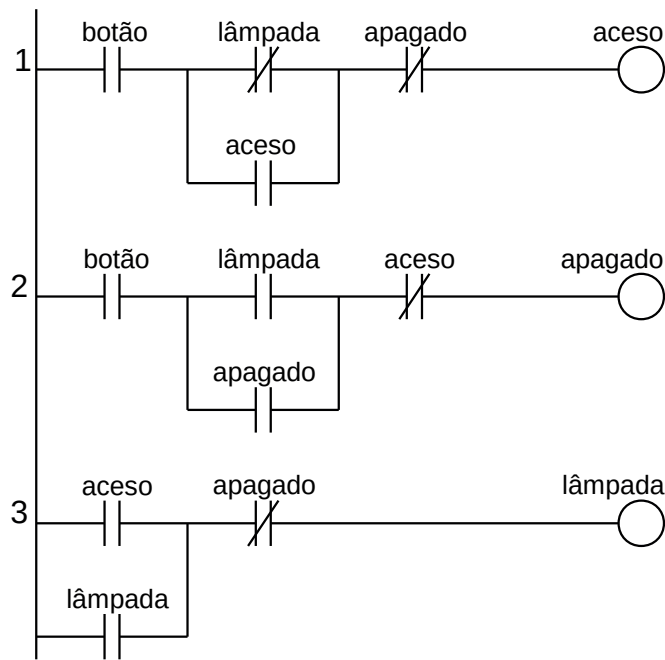 botão lâmpada apagado aceso
1
aceso
botão lâmpada aceso apagado
2
apagado
aceso apagado lâmpada
3
lâmpada